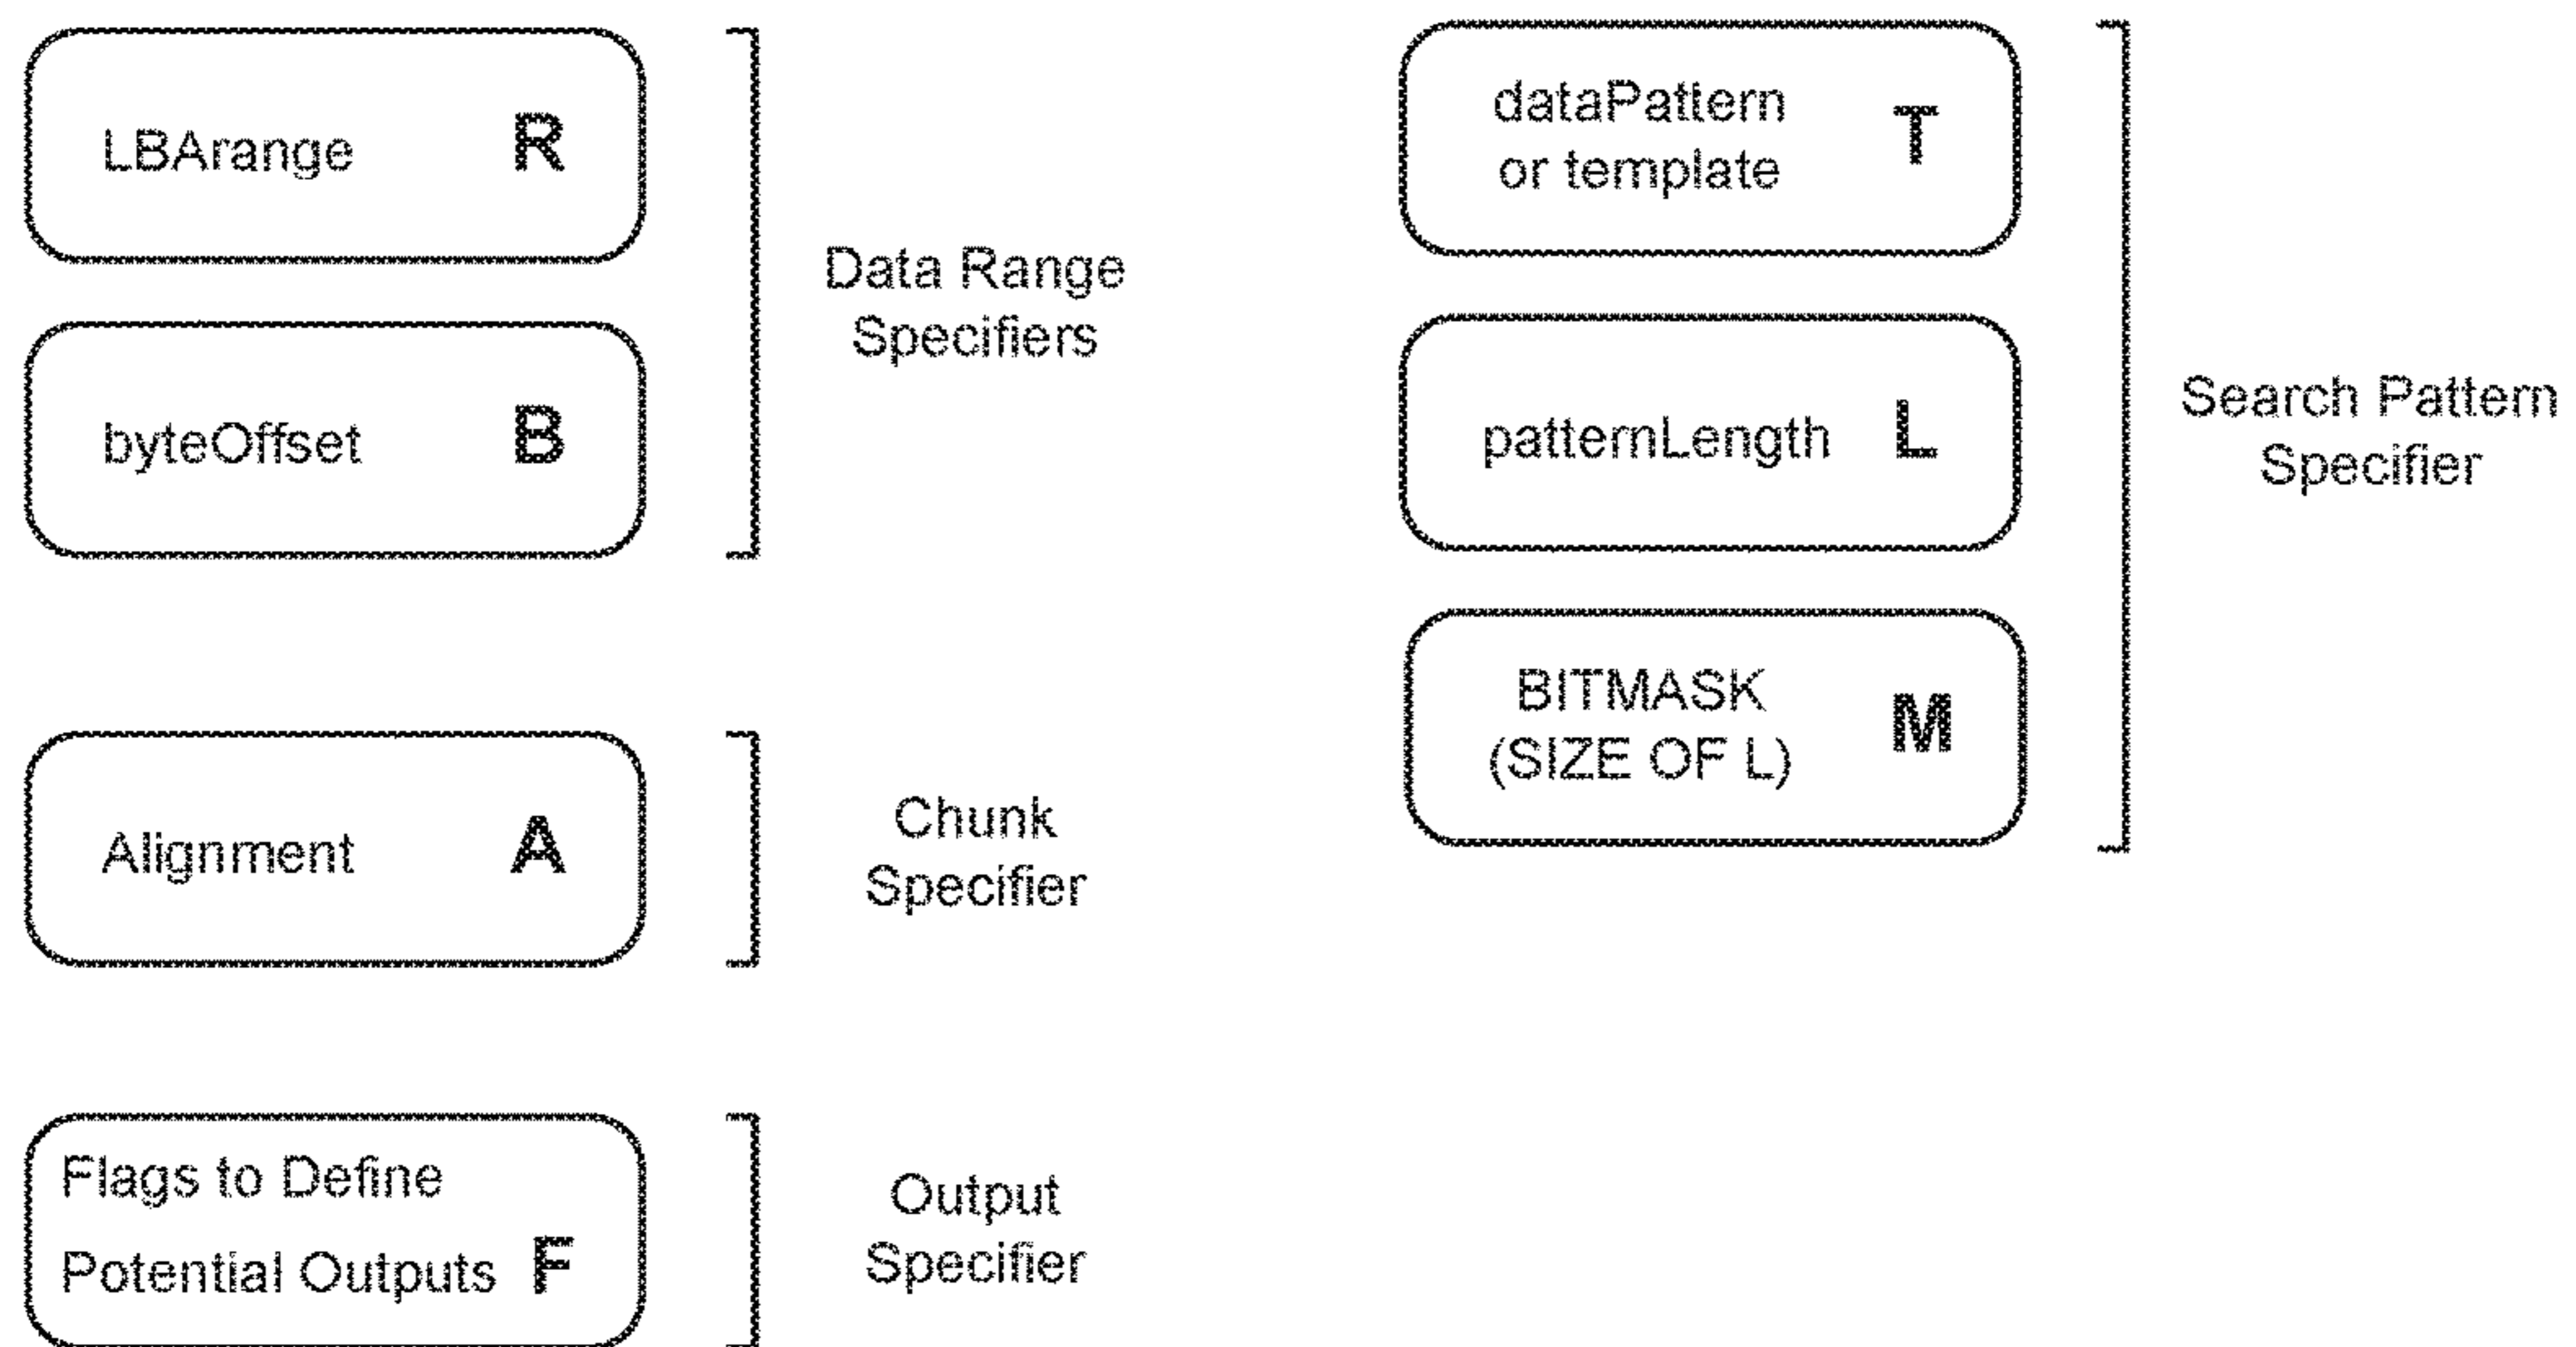 LBArange R
byteOffset B
Data Range
Specifiers
Alignment A
Chunk
Specifier
Flags to Define
Potential Outputs F
Output
Specifier
dataPattern
or template T
patternLength L
BITMASK
(SIZE OF L) M
Search Pattern
Specifier